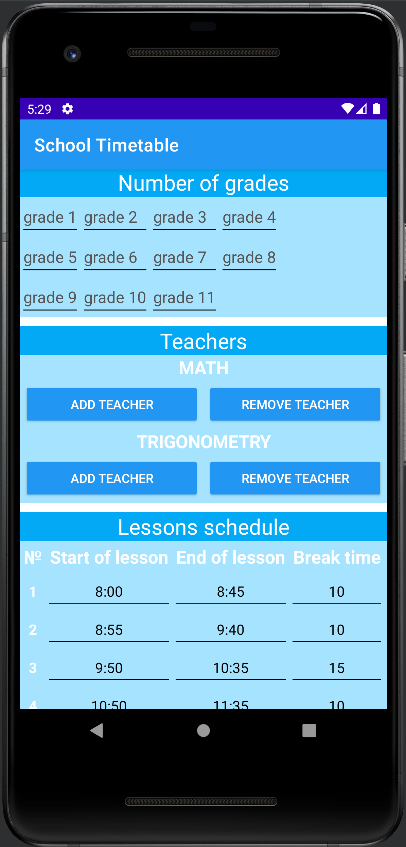 5:29
School Timetable
Number of grades
grade 1 grade 2 grade 3 grade 4
grade 5 grade 6 grade 7 grade 8
grade 9 grade 10 grade 11
Teachers
MATH
ADD TEACHER REMOVE TEACHER
TRIGONOMETRY
ADD TEACHER REMOVE TEACHER
Lessons schedule
№ Start of lesson End of lesson Break time
1 8:00 8:45 10
2 8:55 9:40 10
3 9:50 10:35 15
4 10:50 11:35 10